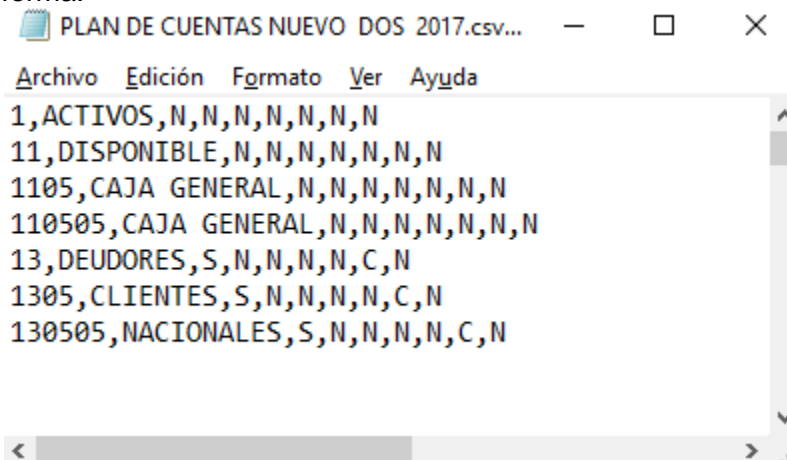 forma.
PLAN DE CUENTAS NUEVO DOS 2017.csv...
Archivo Edición Formato Ver Ayuda
1,ACTIVOS,N,N,N,N,N,N,N
11,DISPONIBLE,N,N,N,N,N,N,N
1105,CAJA GENERAL,N,N,N,N,N,N,N
110505,CAJA GENERAL,N,N,N,N,N,N,N
13,DEUDORES,S,N,N,N,N,C,N
1305,CLIENTES,S,N,N,N,N,C,N
130505,NACIONALES,S,N,N,N,N,C,N